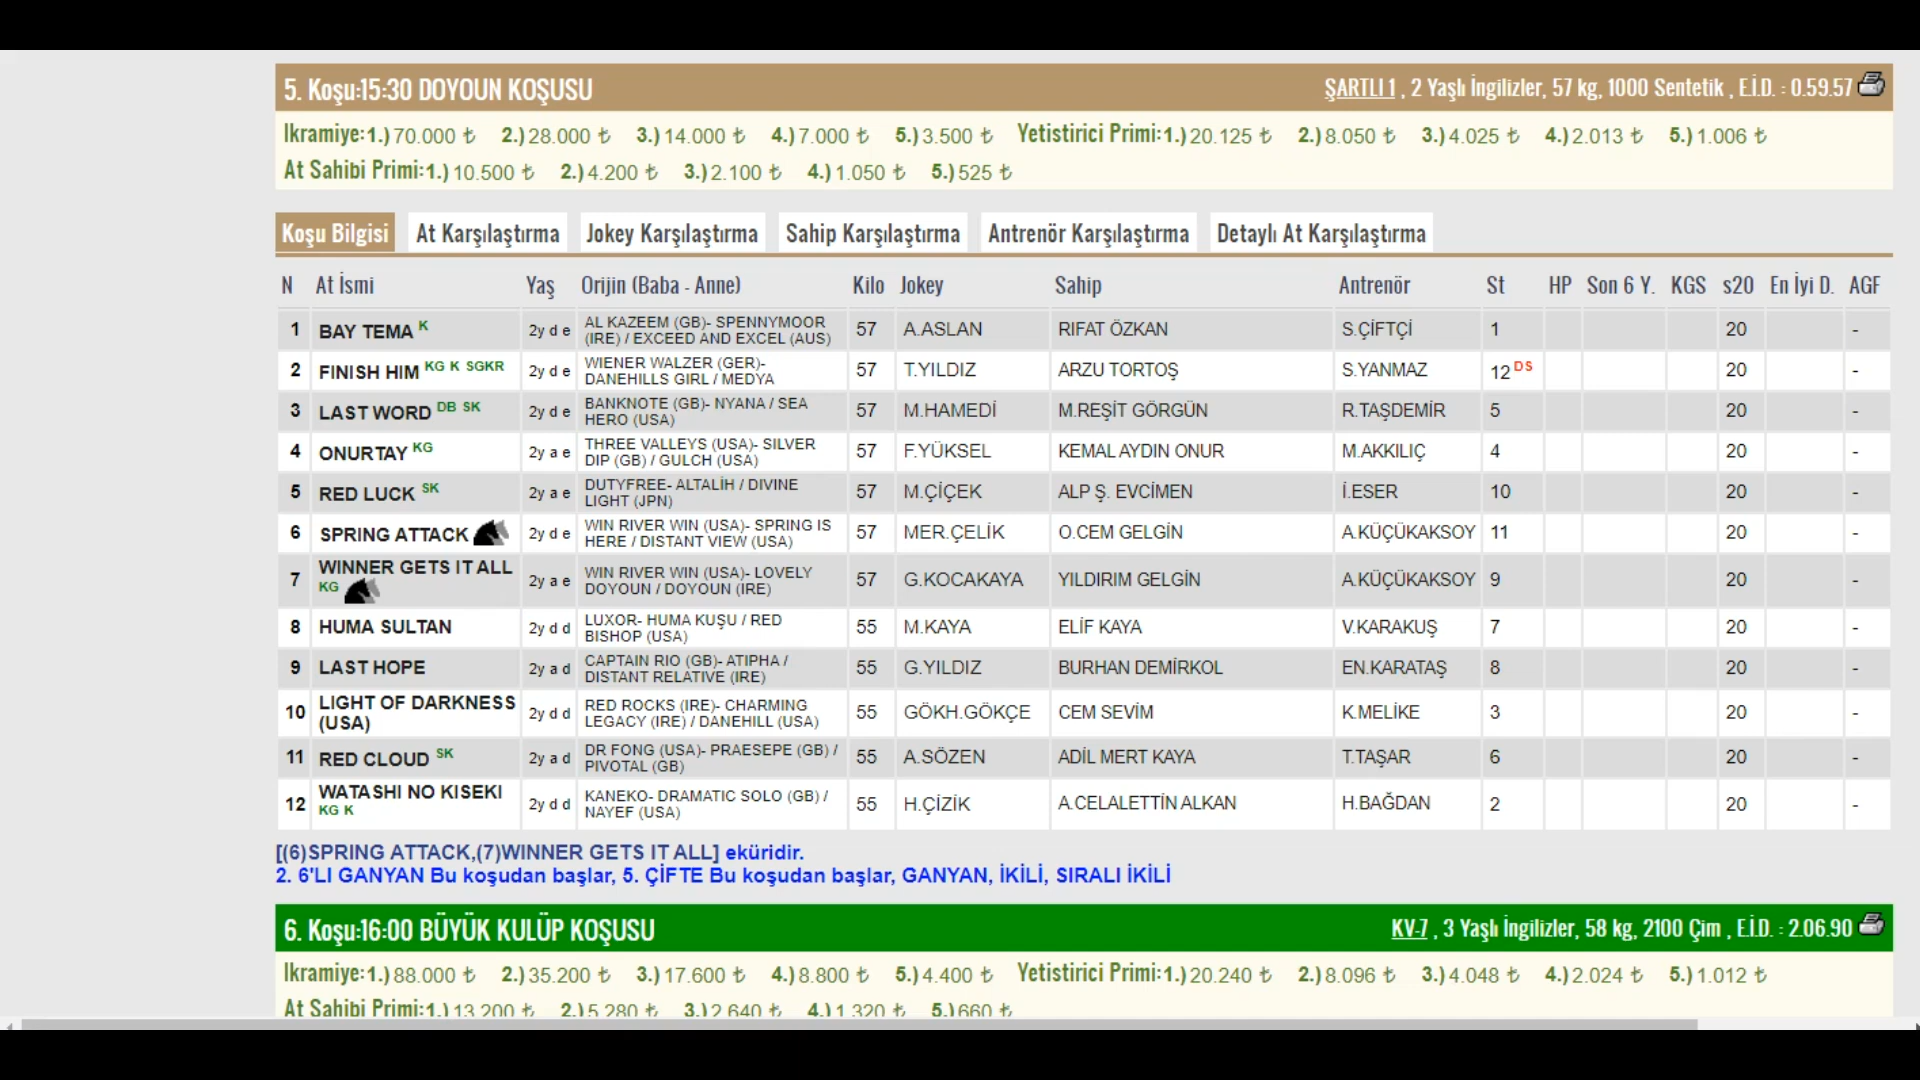 5. Koşu:15:30 DOYOUN KOŞUSU ŞARTLI 1 , 2 Yaşlı İngilizler, 57 kg, 1000 Sentetik , E.İ.D. : 0.59.57
Ikramiye:1.) 70.000 ₺ 2.) 28.000 ₺ 3.) 14.000 ₺ 4.) 7.000 ₺ 5.) 3.500 ₺ Yetistirici Primi:1.) 20.125 ₺ 2.) 8.050 ₺ 3.) 4.025 ₺ 4.) 2.013 ₺ 5.) 1.006 ₺
At Sahibi Primi:1.) 10.500 ₺ 2.) 4.200 ₺ 3.) 2.100 ₺ 4.) 1.050 ₺ 5.) 525 ₺
Koşu Bilgisi At Karşılaştırma Jokey Karşılaştırma Sahip Karşılaştırma Antrenör Karşılaştırma Detaylı At Karşılaştırma
N At İsmi Yaş Orijin (Baba - Anne) Kilo Jokey Sahip Antrenör St HP Son 6 Y. KGS s20 En İyi D. AGF
1 BAY TEMA K 2y d e AL KAZEEM (GB)- SPENNYMOOR (IRE) / EXCEED AND EXCEL (AUS) 57 A.ASLAN RIFAT ÖZKAN S.ÇİFTÇİ 1 20 -
2 FINISH HIM KG K SGKR 2y d e WIENER WALZER (GER)- DANEHILLS GIRL / MEDYA 57 T.YILDIZ ARZU TORTOŞ S.YANMAZ 12 DS 20 -
3 LAST WORD DB SK 2y d e BANKNOTE (GB)- NYANA / SEA HERO (USA) 57 M.HAMEDİ M.REŞİT GÖRGÜN R.TAŞDEMİR 5 20 -
4 ONURTAY KG 2y a e THREE VALLEYS (USA)- SILVER DIP (GB) / GULCH (USA) 57 F.YÜKSEL KEMAL AYDIN ONUR M.AKKILIÇ 4 20 -
5 RED LUCK SK 2y a e DUTYFREE- ALTALİH / DIVINE LIGHT (JPN) 57 M.ÇİÇEK ALP Ş. EVCİMEN İ.ESER 10 20 -
6 SPRING ATTACK 2y d e WIN RIVER WIN (USA)- SPRING IS HERE / DISTANT VIEW (USA) 57 MER.ÇELİK O.CEM GELGİN A.KÜÇÜKAKSOY 11 20 -
7 WINNER GETS IT ALL KG 2y a e WIN RIVER WIN (USA)- LOVELY DOYOUN / DOYOUN (IRE) 57 G.KOCAKAYA YILDIRIM GELGİN A.KÜÇÜKAKSOY 9 20 -
8 HUMA SULTAN 2y d d LUXOR- HUMA KUŞU / RED BISHOP (USA) 55 M.KAYA ELİF KAYA V.KARAKUŞ 7 20 -
9 LAST HOPE 2y a d CAPTAIN RIO (GB)- ATIPHA / DISTANT RELATIVE (IRE) 55 G.YILDIZ BURHAN DEMİRKOL EN.KARATAŞ 8 20 -
10 LIGHT OF DARKNESS (USA) 2y d d RED ROCKS (IRE)- CHARMING LEGACY (IRE) / DANEHILL (USA) 55 GÖKH.GÖKÇE CEM SEVİM K.MELİKE 3 20 -
11 RED CLOUD SK 2y a d DR FONG (USA)- PRAESEPE (GB) / PIVOTAL (GB) 55 A.SÖZEN ADİL MERT KAYA T.TAŞAR 6 20 -
12 WATASHI NO KISEKI KG K 2y d d KANEKO- DRAMATIC SOLO (GB) / NAYEF (USA) 55 H.ÇİZİK A.CELALETTİN ALKAN H.BAĞDAN 2 20 -
[(6)SPRING ATTACK,(7)WINNER GETS IT ALL] eküridir.
2. 6'LI GANYAN Bu koşudan başlar, 5. ÇİFTE Bu koşudan başlar, GANYAN, İKİLİ, SIRALI İKİLİ
6. Koşu:16:00 BÜYÜK KULÜP KOŞUSU KV-7 , 3 Yaşlı İngilizler, 58 kg, 2100 Çim , E.İ.D. : 2.06.90
Ikramiye:1.) 88.000 ₺ 2.) 35.200 ₺ 3.) 17.600 ₺ 4.) 8.800 ₺ 5.) 4.400 ₺ Yetistirici Primi:1.) 20.240 ₺ 2.) 8.096 ₺ 3.) 4.048 ₺ 4.) 2.024 ₺ 5.) 1.012 ₺
At Sahibi Primi:1.) 13.200 ₺ 2.) 5.280 ₺ 3.) 2.640 ₺ 4.) 1.320 ₺ 5.) 660 ₺